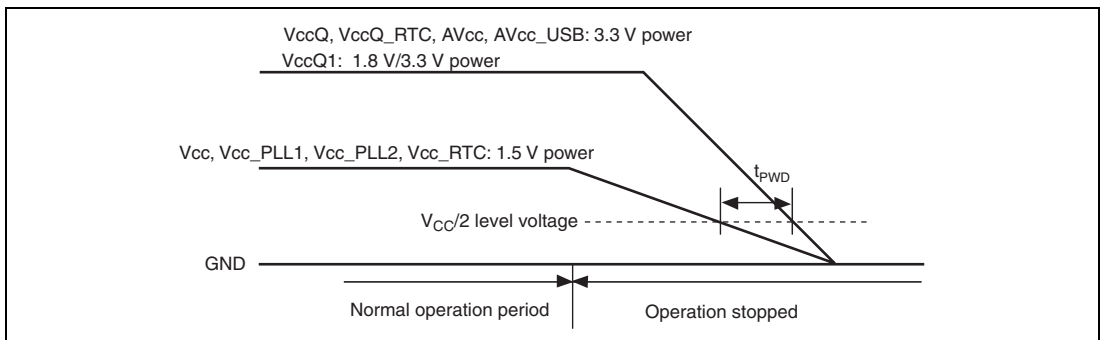 VccQ, VccQ_RTC, AVcc, AVcc_USB: 3.3 V power
VccQ1: 1.8 V/3.3 V power
Vcc, Vcc_PLL1, Vcc_PLL2, Vcc_RTC: 1.5 V power
tPWD
VCC/2 level voltage
GND
Normal operation period
Operation stopped